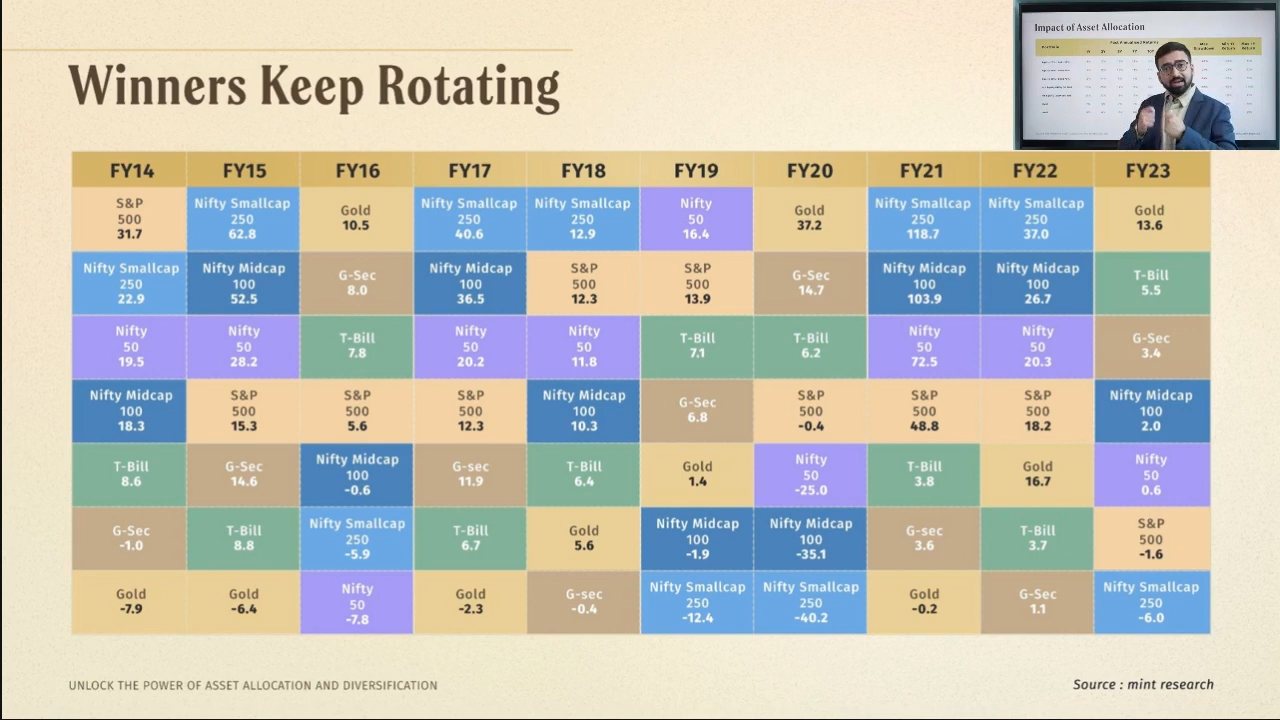 Impact of Asset Allocation
Winners Keep Rotating
FY14 FY15 FY16 FY17 FY18 FY19 FY20 FY21 FY22 FY23
S&P
500
31.7
Nifty Smallcap
250
62.8
Gold
10.5
Nifty Smallcap
250
40.6
Nifty Smallcap
250
12.9
Nifty
50
16.4
Gold
37.2
Nifty Smallcap
250
118.7
Nifty Smallcap
250
37.0
Gold
13.6
Nifty Smallcap
250
22.9
Nifty Midcap
100
52.5
G-Sec
8.0
Nifty Midcap
100
36.5
S&P
500
12.3
S&P
500
13.9
G-Sec
14.7
Nifty Midcap
100
103.9
Nifty Midcap
100
26.7
T-Bill
5.5
Nifty
50
19.5
Nifty
50
28.2
T-Bill
7.8
Nifty
50
20.2
Nifty
50
11.8
T-Bill
7.1
T-Bill
6.2
Nifty
50
72.5
Nifty
50
20.3
G-Sec
3.4
Nifty Midcap
100
18.3
S&P
500
15.3
S&P
500
5.6
S&P
500
12.3
Nifty Midcap
100
10.3
G-Sec
6.8
S&P
500
-0.4
S&P
500
48.8
S&P
500
18.2
Nifty Midcap
100
2.0
T-Bill
8.6
G-Sec
14.6
Nifty Midcap
100
-0.6
G-sec
11.9
T-Bill
6.4
Gold
1.4
Nifty
50
-25.0
T-Bill
3.8
Gold
16.7
Nifty
50
0.6
G-Sec
-1.0
T-Bill
8.8
Nifty Smallcap
250
-5.9
T-Bill
6.7
Gold
5.6
Nifty Midcap
100
-1.9
Nifty Midcap
100
-35.1
G-sec
3.6
T-Bill
3.7
S&P
500
-1.6
Gold
-7.9
Gold
-6.4
Nifty
50
-7.8
Gold
-2.3
G-sec
-0.4
Nifty Smallcap
250
-12.4
Nifty Smallcap
250
-40.2
Gold
-0.2
G-Sec
1.1
Nifty Smallcap
250
-6.0
UNLOCK THE POWER OF ASSET ALLOCATION AND DIVERSIFICATION
Source : mint research